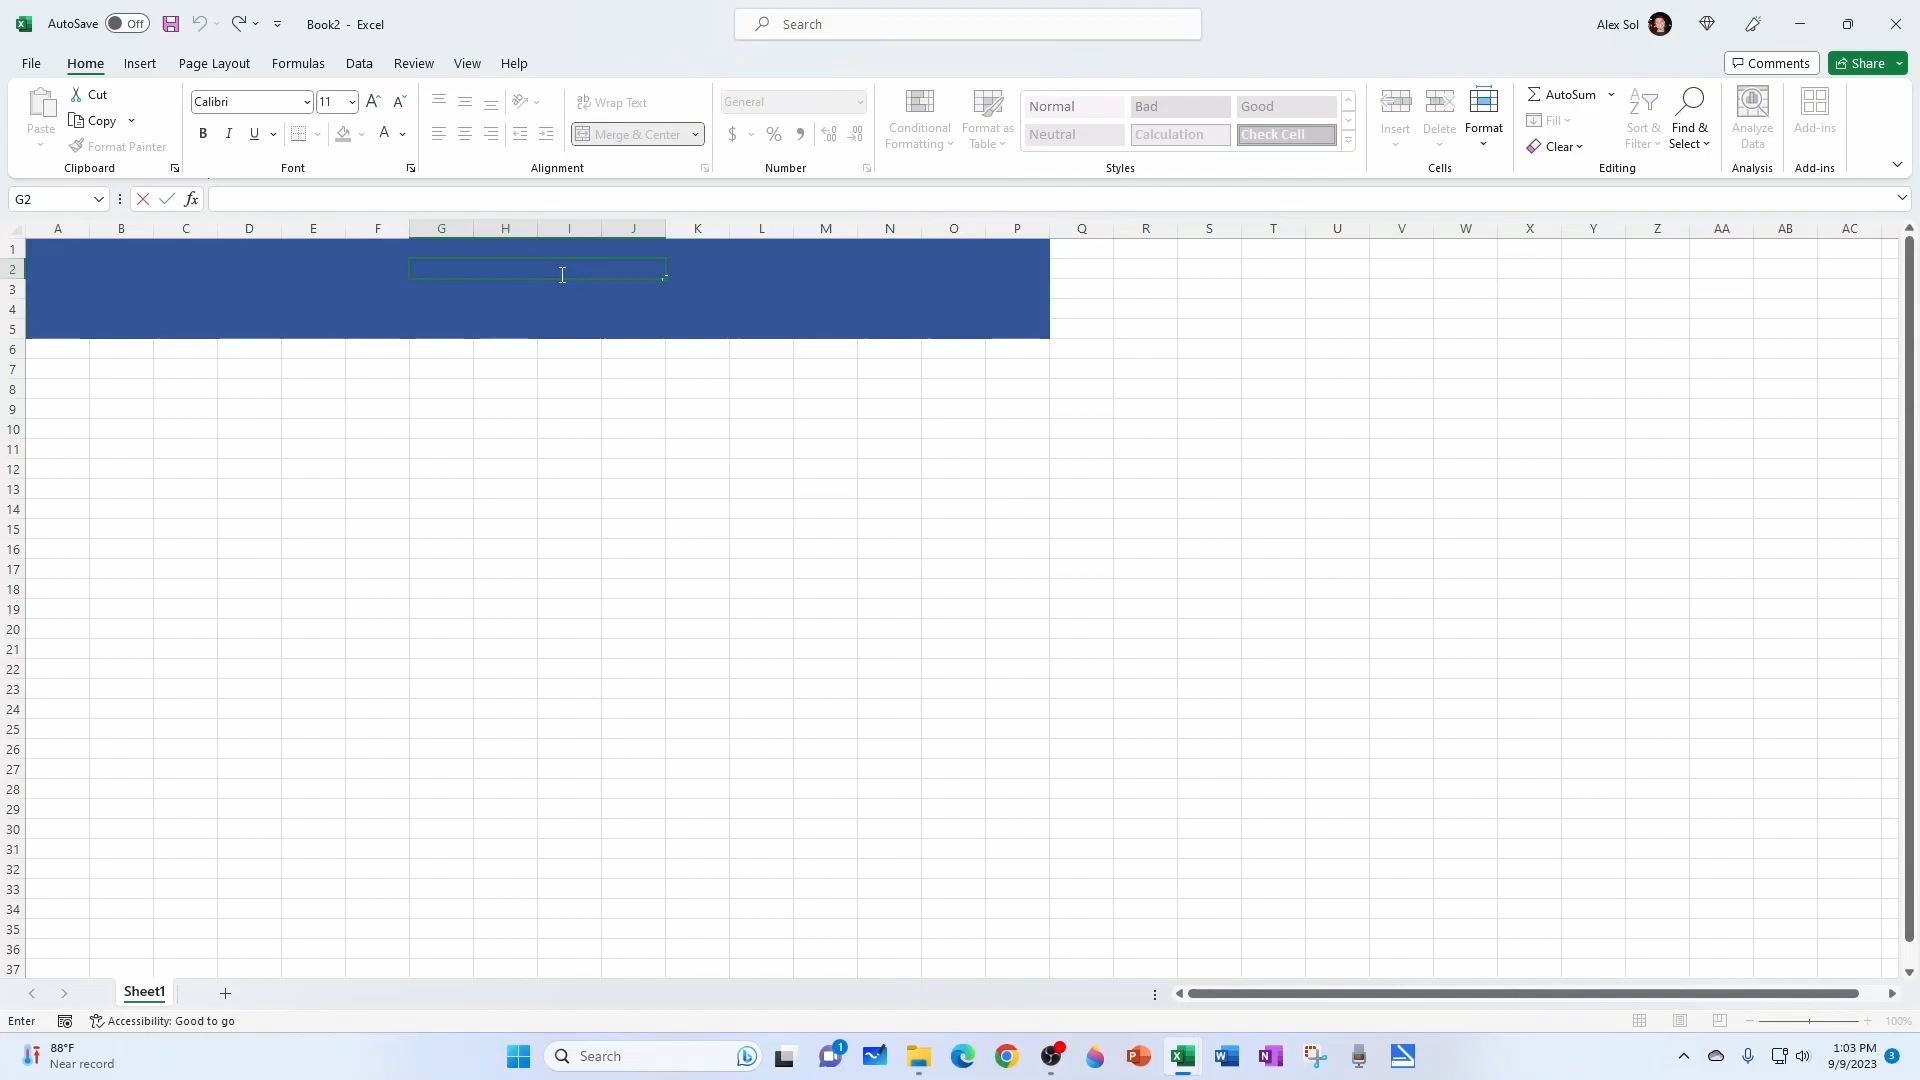 AutoSave Off Book2 - Excel Search Alex Sol
File Home Insert Page Layout Formulas Data Review View Help Comments Share
Paste
Cut
Copy
Format Painter
Clipboard
Calibri 11
B I U A
Font
Wrap Text
Merge & Center
Alignment
General
$ % 9
Number
Conditional Formatting
Format as Table
Normal Bad Good
Neutral Calculation Check Cell
Styles
Insert Delete Format
Cells
AutoSum
Fill
Clear
Sort & Filter
Find & Select
Editing
Analyze Data
Analysis
Add-ins
Add-ins
G2 fx
A B C D E F G H I J K L M N O P Q R S T U V W X Y Z AA AB AC
1
2
3
4
5
6
7
8
9
10
11
12
13
14
15
16
17
18
19
20
21
22
23
24
25
26
27
28
29
30
31
32
33
34
35
36
37
Sheet1
Enter Accessibility: Good to go 100%
88°F
Near record
Search
1
1:03 PM
9/9/2023
3